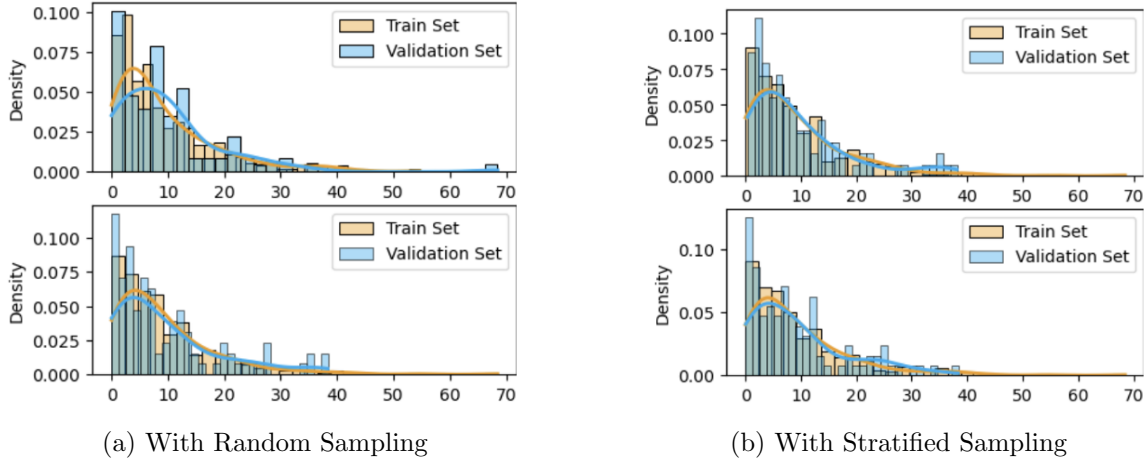 Density
0.100
0.075
0.050
0.025
0.000
Train Set
Validation Set
0 10 20 30 40 50 60 70
Density
0.100
0.075
0.050
0.025
0.000
Train Set
Validation Set
0 10 20 30 40 50 60 70
(a) With Random Sampling
Density
0.100
0.075
0.050
0.025
0.000
Train Set
Validation Set
0 10 20 30 40 50 60 70
Density
0.10
0.05
0.00
Train Set
Validation Set
0 10 20 30 40 50 60 70
(b) With Stratified Sampling